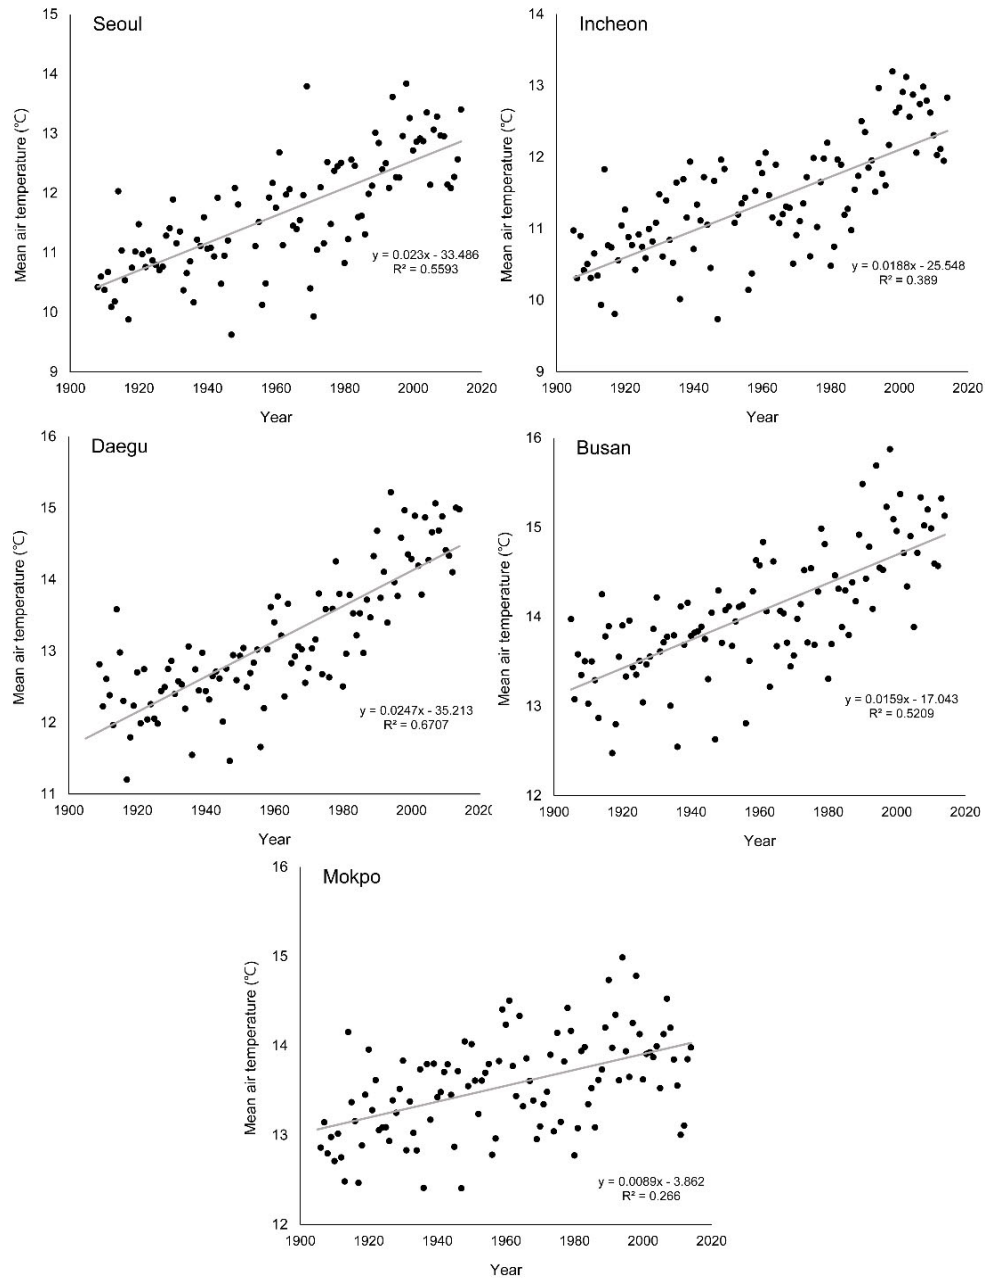 Seoul
15
14
13
12
11
10
9
Mean air temperature (℃)
y = 0.023x - 33.486
R² = 0.5593
1900 1920 1940 1960 1980 2000 2020
Year
Incheon
14
13
12
11
10
9
Mean air temperature (℃)
y = 0.0188x - 25.548
R² = 0.389
1900 1920 1940 1960 1980 2000 2020
Year
Daegu
16
15
14
13
12
11
Mean air temperature (℃)
y = 0.0247x - 35.213
R² = 0.6707
1900 1920 1940 1960 1980 2000 2020
Year
Busan
16
15
14
13
12
Mean air temperature (℃)
y = 0.0159x - 17.043
R² = 0.5209
1900 1920 1940 1960 1980 2000 2020
Year
Mokpo
16
15
14
13
12
Mean air temperature (℃)
y = 0.0089x - 3.862
R² = 0.266
1900 1920 1940 1960 1980 2000 2020
Year